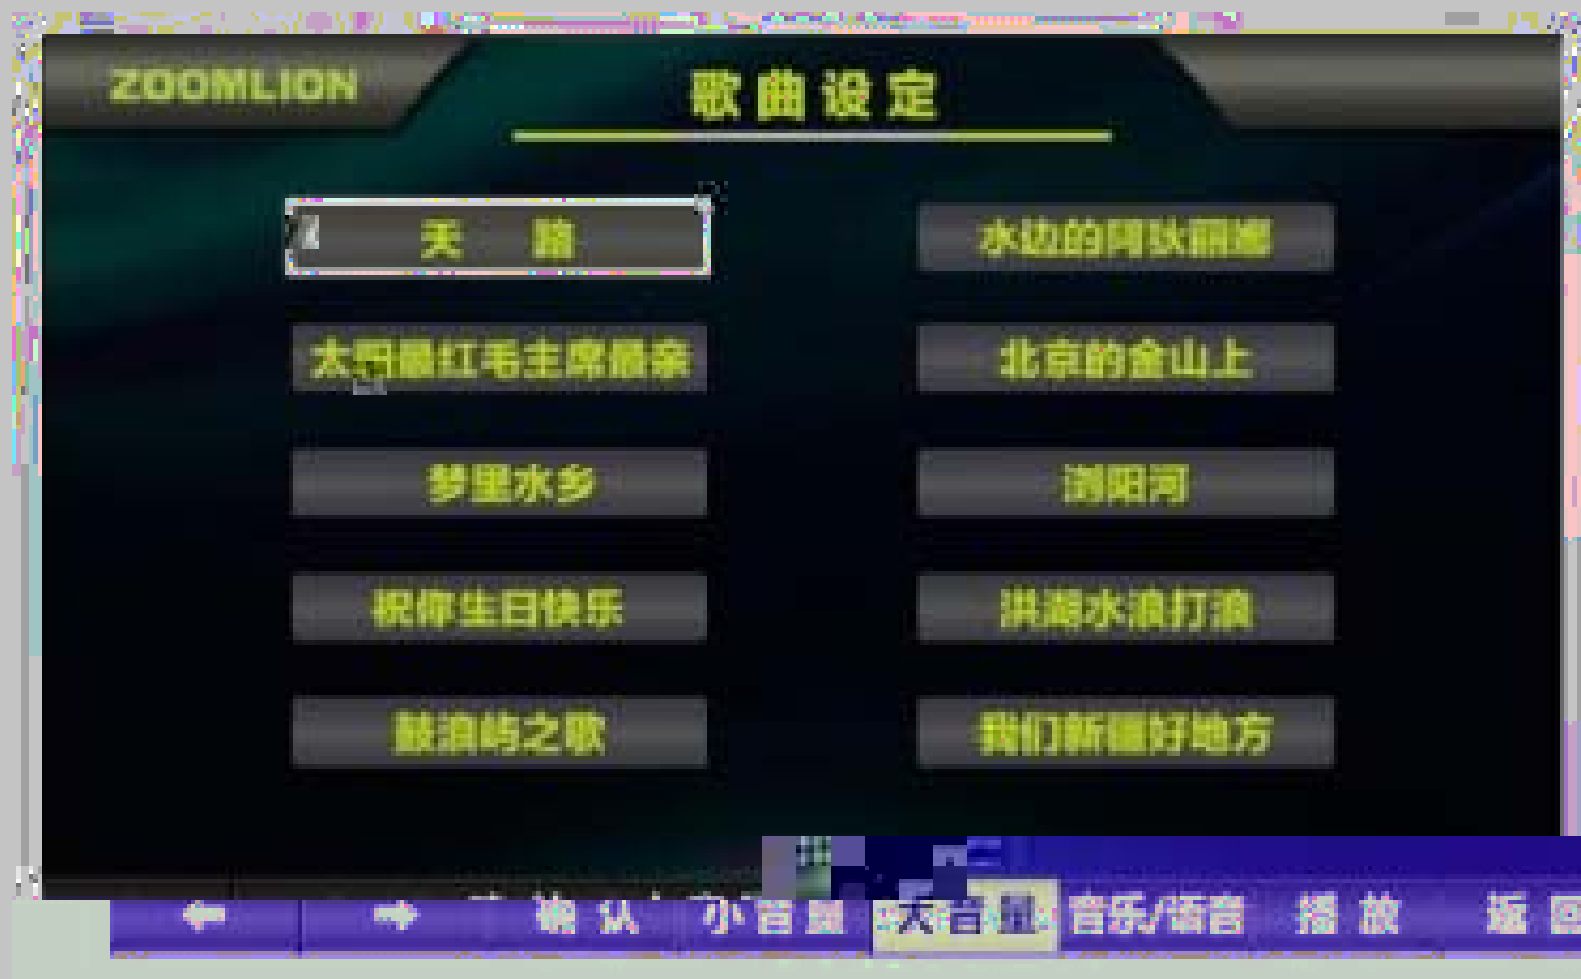 ZOOMLION
歌曲设定
天 路
水边的阿狄丽娜
太阳最红毛主席最亲
北京的金山上
梦里水乡
浏阳河
祝你生日快乐
洪湖水浪打浪
鼓浪屿之歌
我们新疆好地方
← → 确认 小音量 大音量 音乐/语音 播放 返回